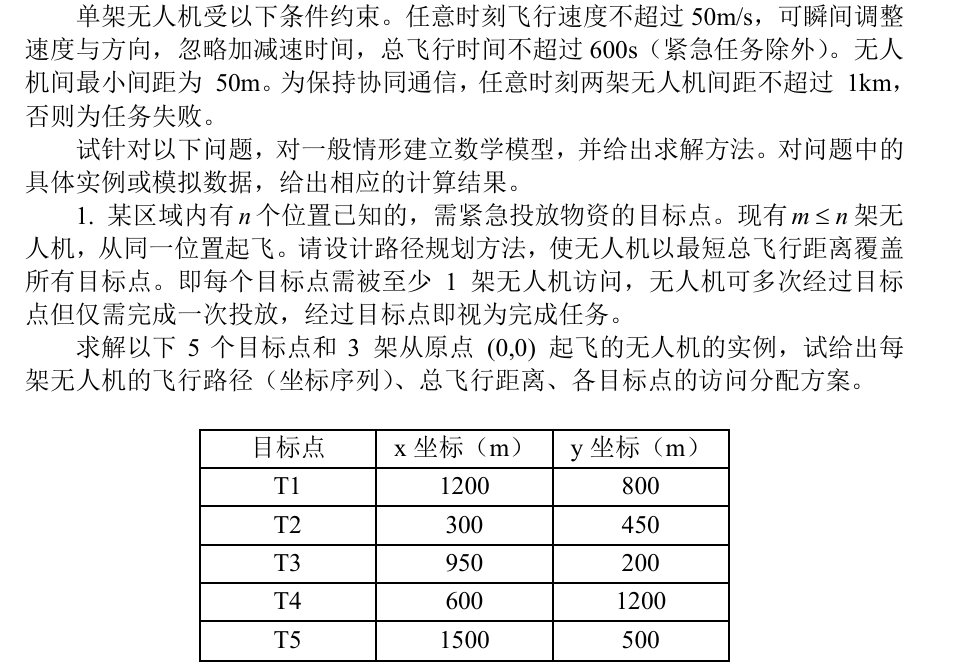 单架无人机受以下条件约束。任意时刻飞行速度不超过 50m/s，可瞬间调整
速度与方向，忽略加减速时间，总飞行时间不超过 600s（紧急任务除外）。无人
机间最小间距为 50m。为保持协同通信，任意时刻两架无人机间距不超过 1km，
否则为任务失败。
试针对以下问题，对一般情形建立数学模型，并给出求解方法。对问题中的
具体实例或模拟数据，给出相应的计算结果。
1. 某区域内有 n 个位置已知的，需紧急投放物资的目标点。现有 m ≤ n 架无
人机，从同一位置起飞。请设计路径规划方法，使无人机以最短总飞行距离覆盖
所有目标点。即每个目标点需被至少 1 架无人机访问，无人机可多次经过目标
点但仅需完成一次投放，经过目标点即视为完成任务。
求解以下 5 个目标点和 3 架从原点 (0,0) 起飞的无人机的实例，试给出每
架无人机的飞行路径（坐标序列）、总飞行距离、各目标点的访问分配方案。
目标点 x 坐标（m） y 坐标（m）
T1 1200 800
T2 300 450
T3 950 200
T4 600 1200
T5 1500 500